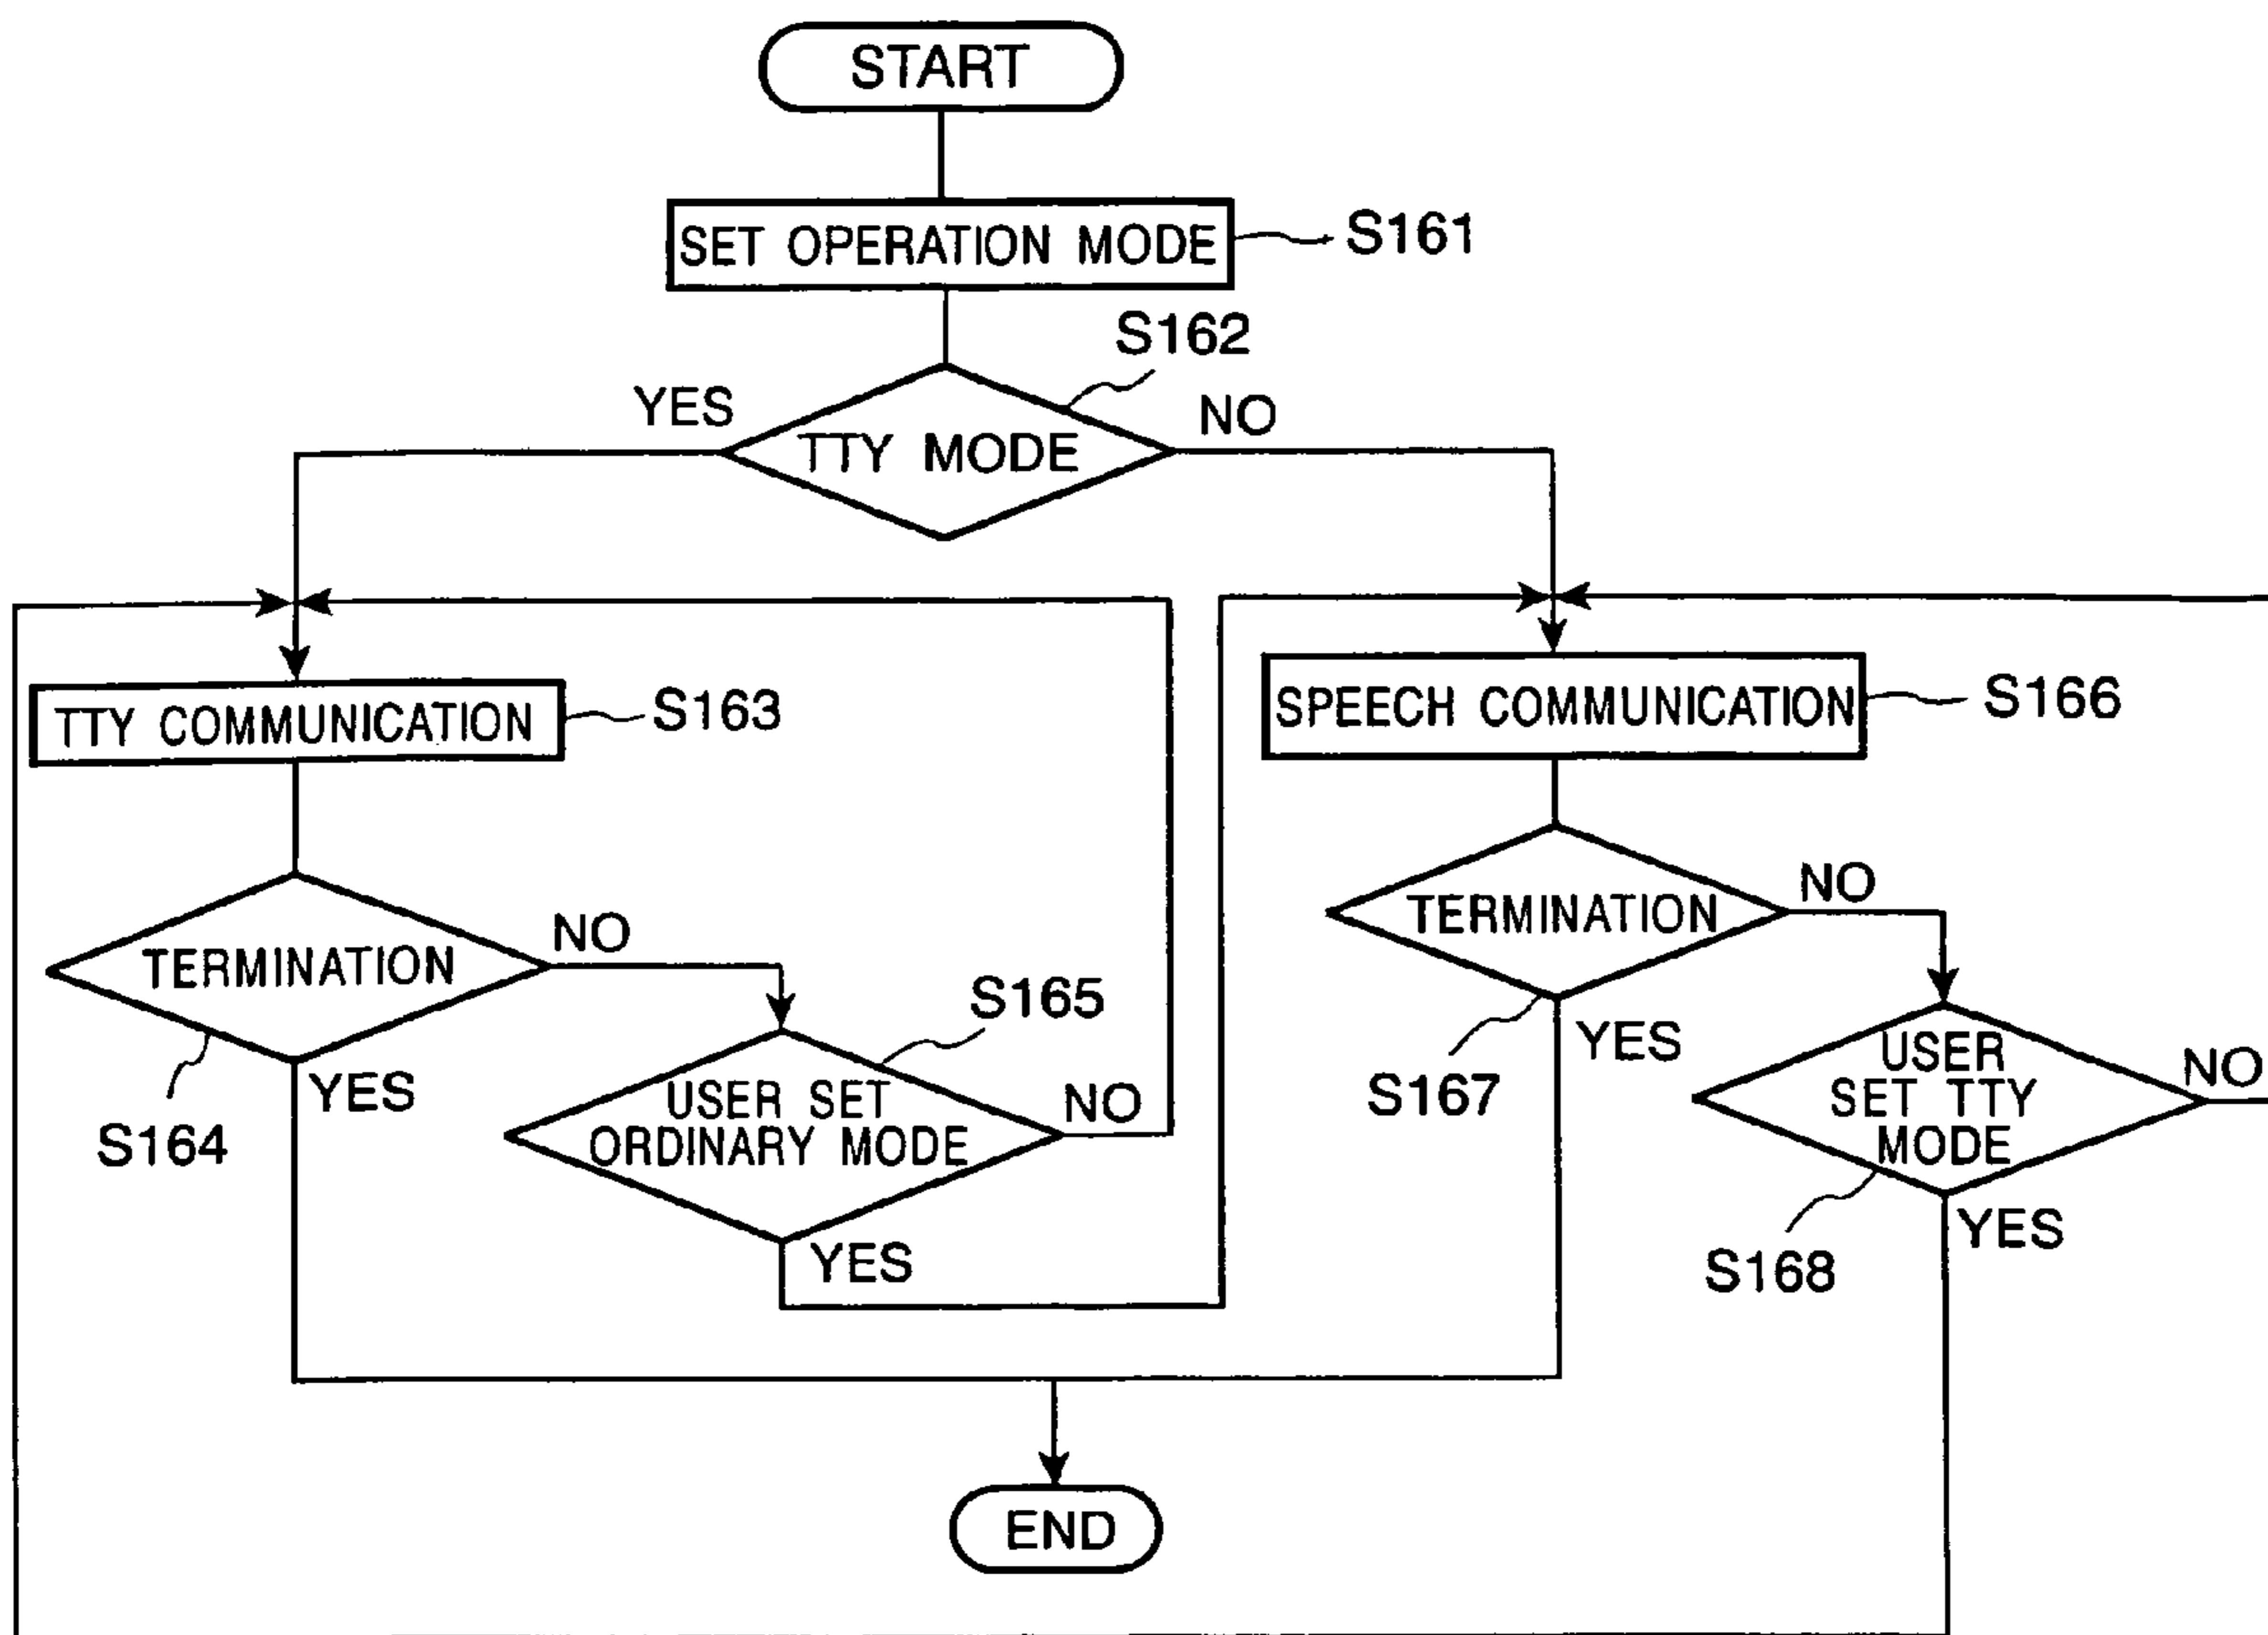 START
SET OPERATION MODE
S161
S162
YES
NO
TTY MODE
TTY COMMUNICATION
S163
SPEECH COMMUNICATION
S166
TERMINATION
NO
S164
YES
S165
USER SET
ORDINARY MODE
NO
YES
TERMINATION
NO
S167
YES
USER
SET TTY
MODE
NO
S168
YES
END